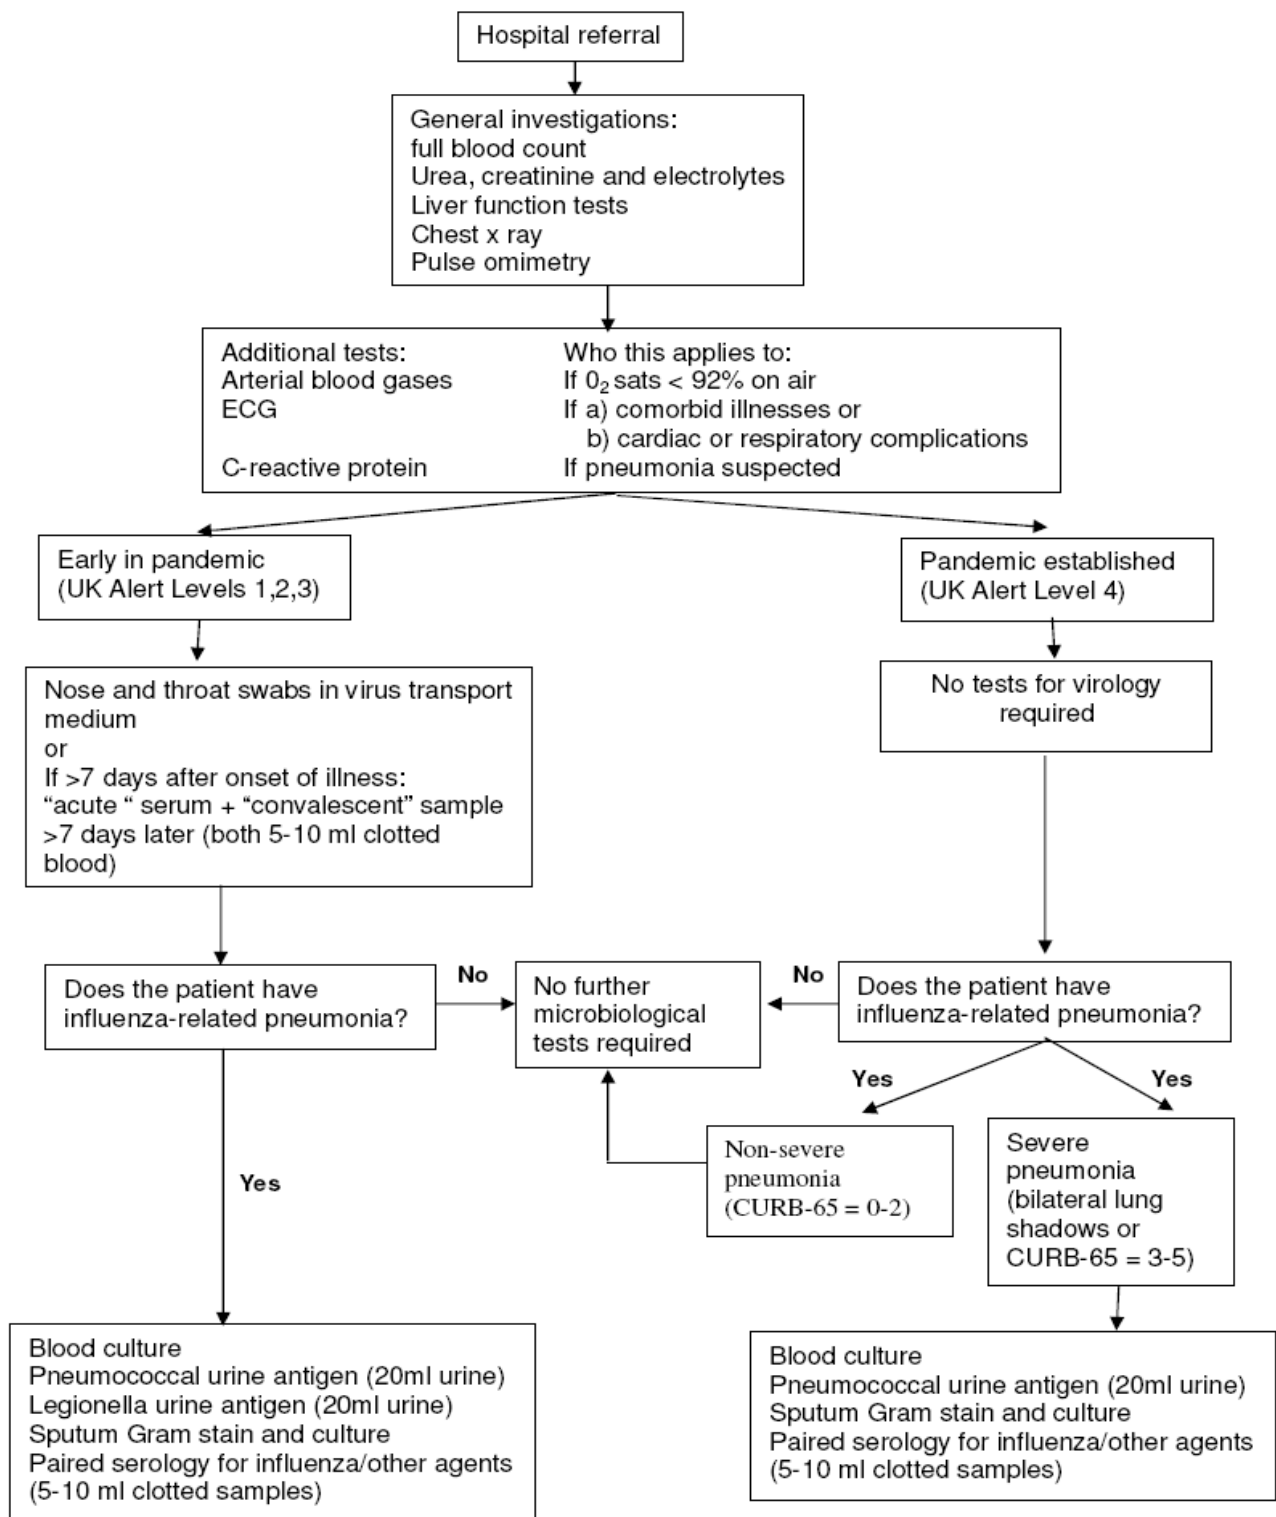 Hospital referral
General investigations:
full blood count
Urea, creatinine and electrolytes
Liver function tests
Chest x ray
Pulse omimetry
Additional tests: Who this applies to:
Arterial blood gases If 0₂ sats < 92% on air
ECG If a) comorbid illnesses or
b) cardiac or respiratory complications
C-reactive protein If pneumonia suspected
Early in pandemic
(UK Alert Levels 1,2,3)
Pandemic established
(UK Alert Level 4)
Nose and throat swabs in virus transport
medium
or
If >7 days after onset of illness:
“acute “ serum + “convalescent” sample
>7 days later (both 5-10 ml clotted
blood)
No tests for virology
required
Does the patient have
influenza-related pneumonia?
No
No further
microbiological
tests required
No
Does the patient have
influenza-related pneumonia?
Yes
Yes
Yes
Non-severe
pneumonia
(CURB-65 = 0-2)
Severe
pneumonia
(bilateral lung
shadows or
CURB-65 = 3-5)
Blood culture
Pneumococcal urine antigen (20ml urine)
Legionella urine antigen (20ml urine)
Sputum Gram stain and culture
Paired serology for influenza/other agents
(5-10 ml clotted samples)
Blood culture
Pneumococcal urine antigen (20ml urine)
Sputum Gram stain and culture
Paired serology for influenza/other agents
(5-10 ml clotted samples)